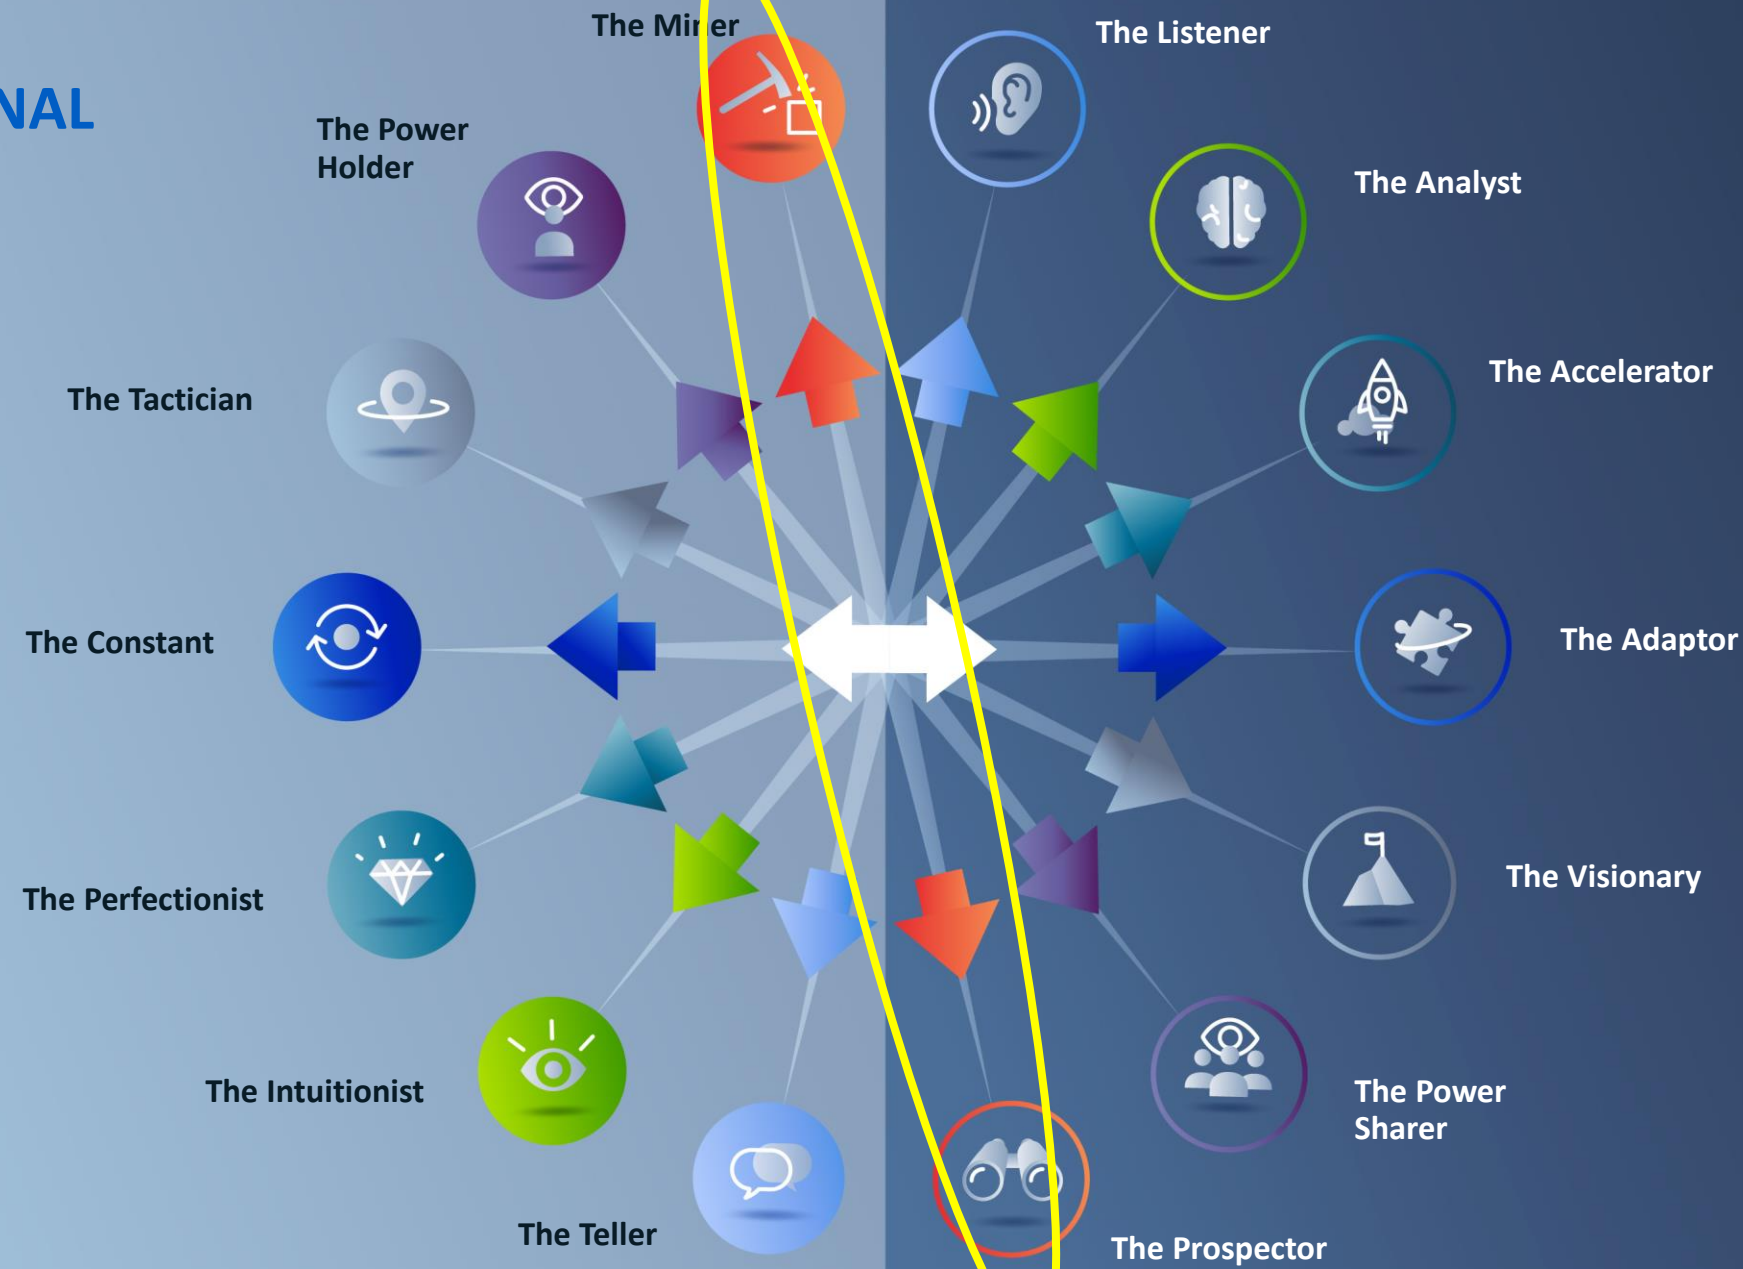 The Miner
The Listener
NAL
The Power
Holder
The Analyst
The Accelerator
The Tactician
The Constant
The Adaptor
The Perfectionist
The Visionary
The Intuitionist
The Power
Sharer
The Teller
The Prospector